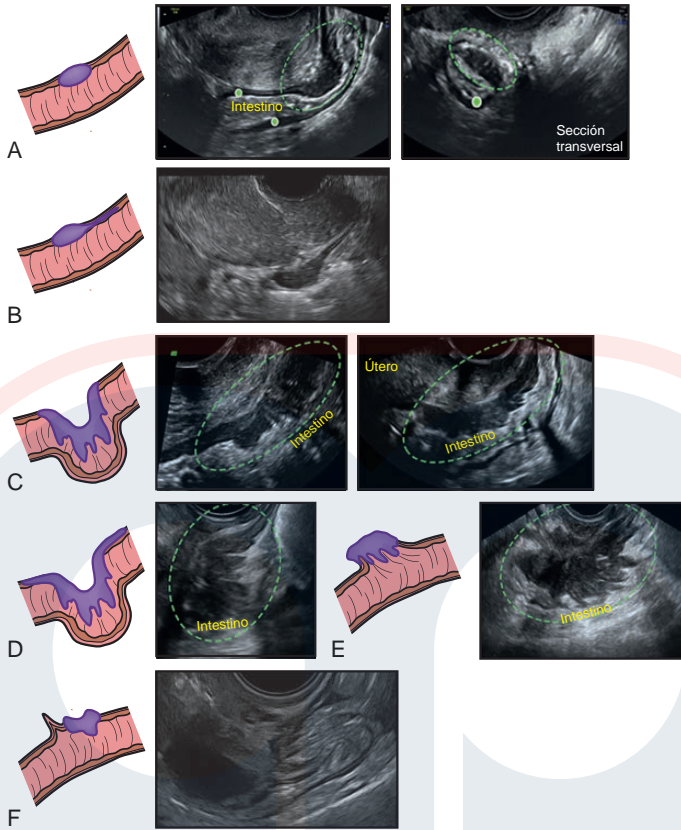 Intestino
Sección
transversal
A
B
Útero
Intestino
Intestino
C
Intestino
Intestino
D
E
F